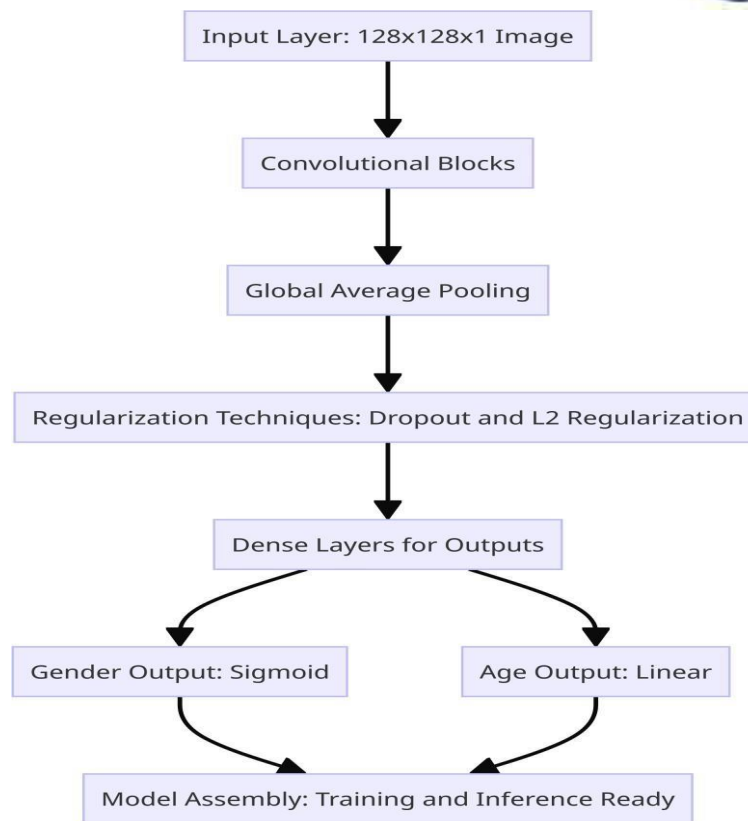 Input Layer: 128x128x1 Image
Convolutional Blocks
Global Average Pooling
Regularization Techniques: Dropout and L2 Regularization
Dense Layers for Outputs
Gender Output: Sigmoid
Age Output: Linear
Model Assembly: Training and Inference Ready